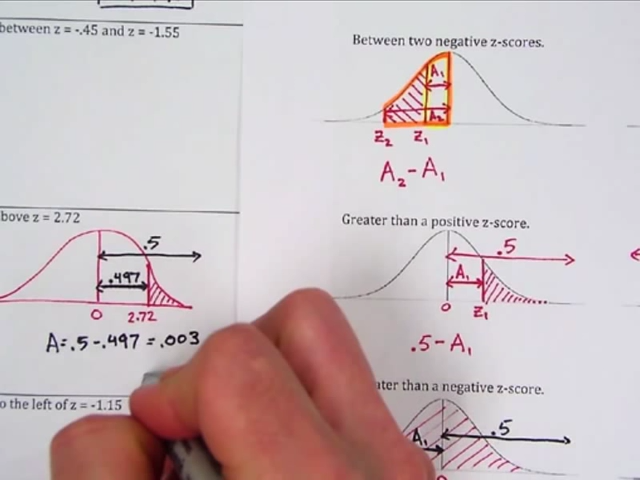 between z = -.45 and z = -1.55
bove z = 2.72
.5
.497
0 2.72
A = .5 - .497 = .003
o the left of z = -1.15
Between two negative z-scores.
A₁
A₂
Z₂ Z₁
A₂ - A₁
Greater than a positive z-score.
.5
A₁
0 Z₁
.5 - A₁
ater than a negative z-score.
.5
A₁
0